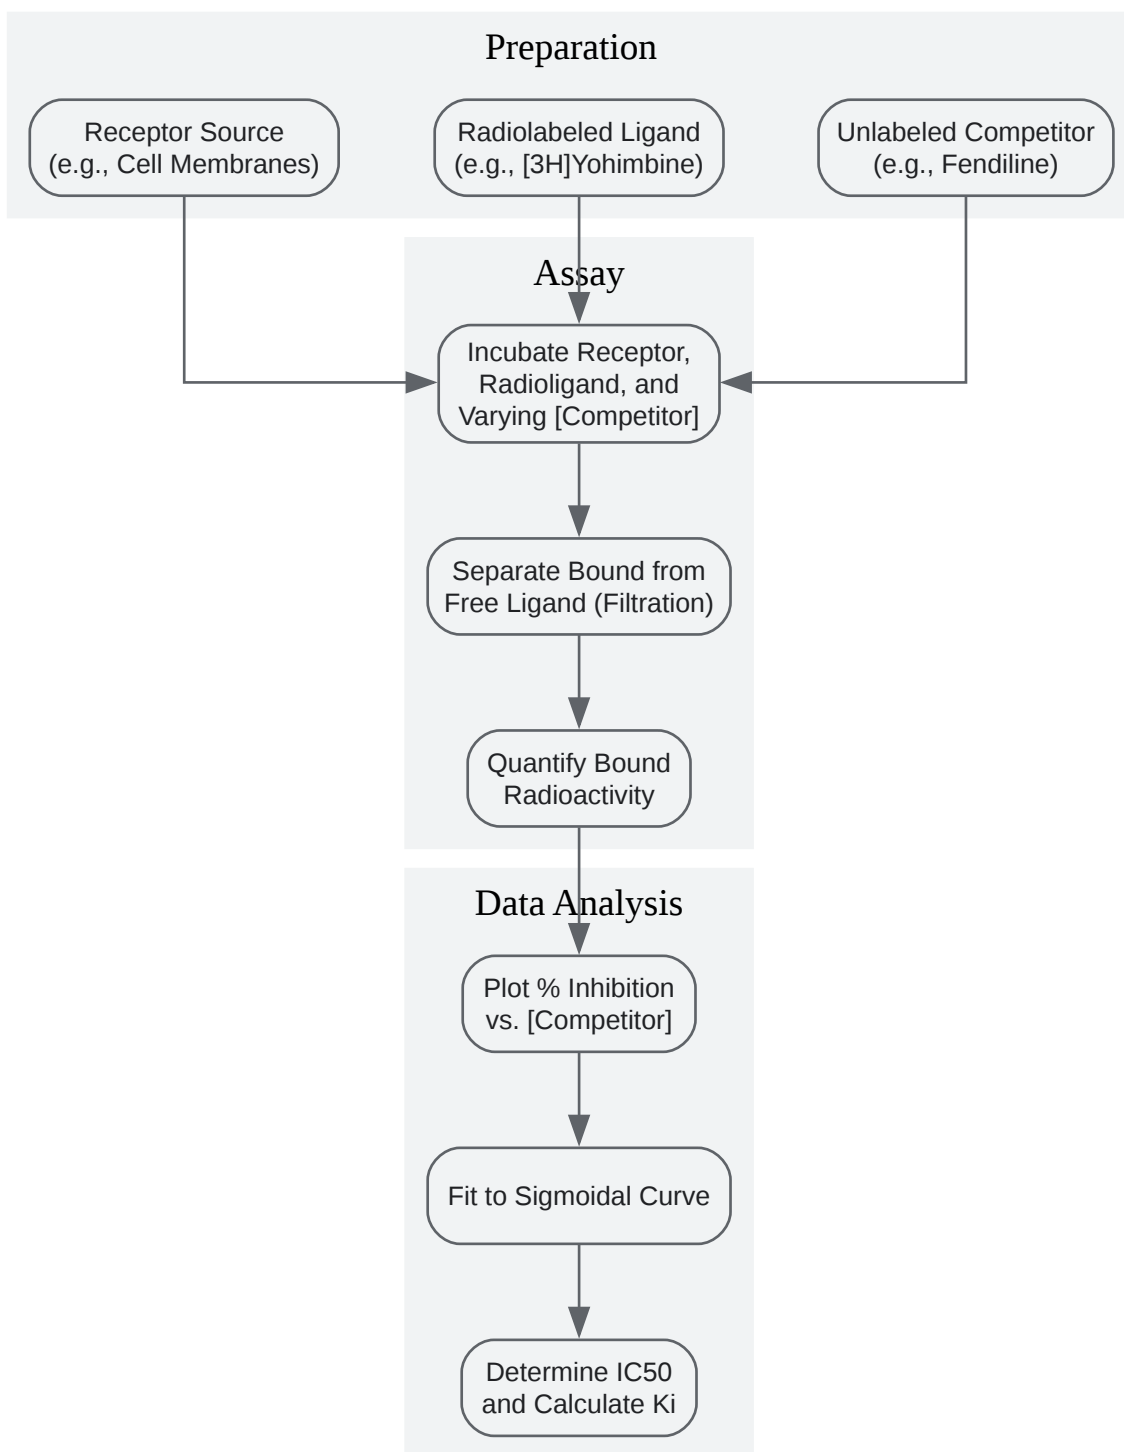 Preparation
Receptor Source
(e.g., Cell Membranes)
Radiolabeled Ligand
(e.g., [3H]Yohimbine)
Unlabeled Competitor
(e.g., Fendiline)
Assay
Incubate Receptor,
Radioligand, and
Varying [Competitor]
Separate Bound from
Free Ligand (Filtration)
Quantify Bound
Radioactivity
Data Analysis
Plot % Inhibition
vs. [Competitor]
Fit to Sigmoidal Curve
Determine IC50
and Calculate Ki